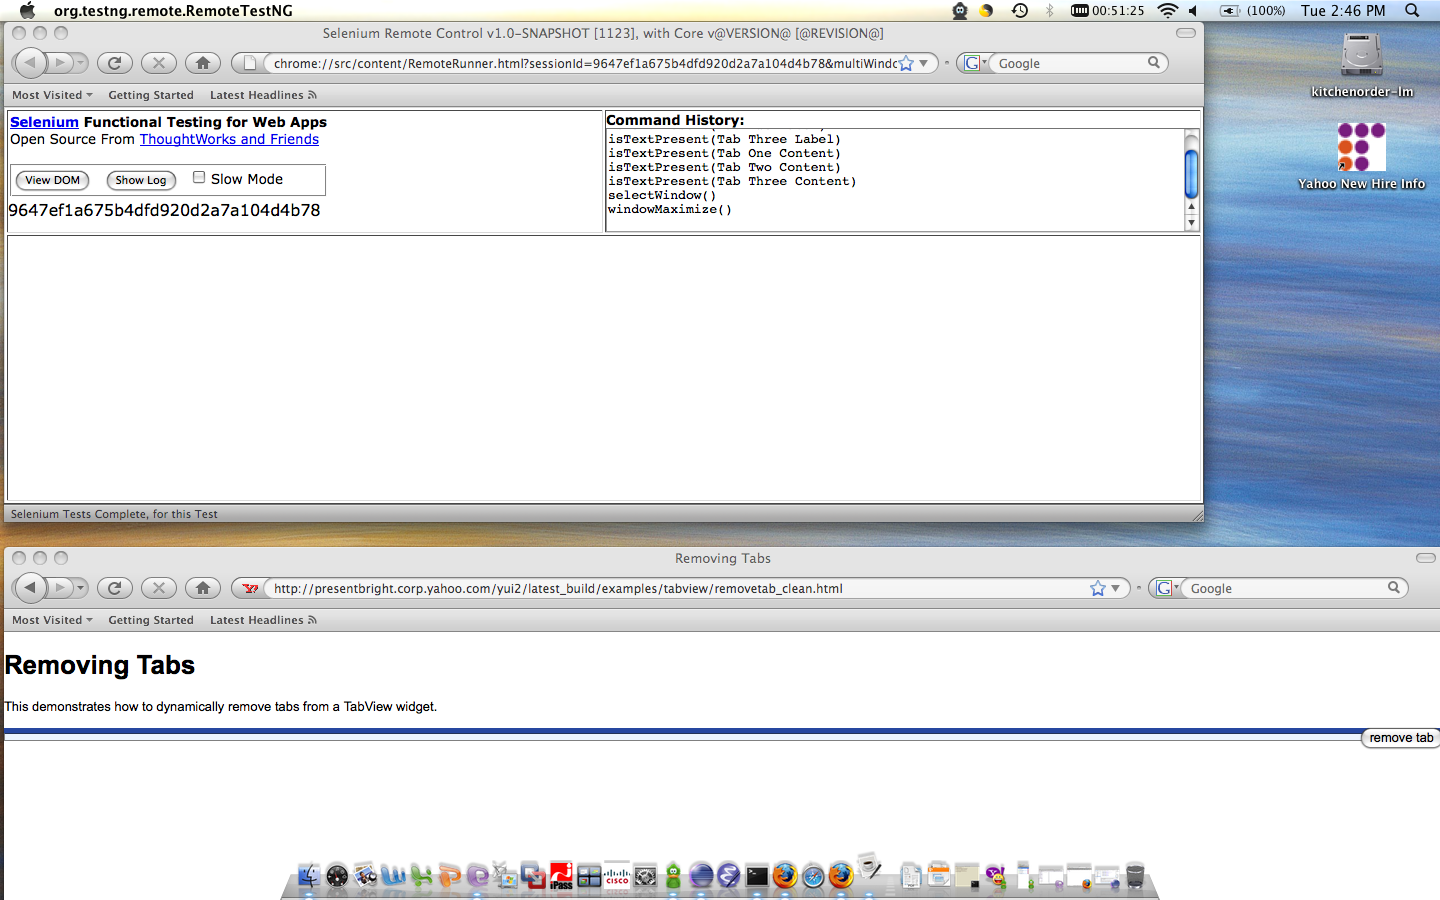 org.testng.remote.RemoteTestNG
00:51:25
(100%)
Tue 2:46 PM
Selenium Remote Control v1.0-SNAPSHOT [1123], with Core v@VERSION@ [@REVISION@]
chrome://src/content/RemoteRunner.html?sessionId=9647ef1a675b4dfd920d2a7a104d4b78&multiWindc
Google
Most Visited
Getting Started
Latest Headlines
Selenium Functional Testing for Web Apps
Open Source From ThoughtWorks and Friends
View DOM
Show Log
Slow Mode
9647ef1a675b4dfd920d2a7a104d4b78
Command History:
isTextPresent(Tab Three Label)
isTextPresent(Tab One Content)
isTextPresent(Tab Two Content)
isTextPresent(Tab Three Content)
selectWindow()
windowMaximize()
Selenium Tests Complete, for this Test
kitchenorder-lm
Yahoo New Hire Info
Removing Tabs
http://presentbright.corp.yahoo.com/yui2/latest_build/examples/tabview/removetab_clean.html
Google
Most Visited
Getting Started
Latest Headlines
Removing Tabs
This demonstrates how to dynamically remove tabs from a TabView widget.
remove tab
iPass
CISCO